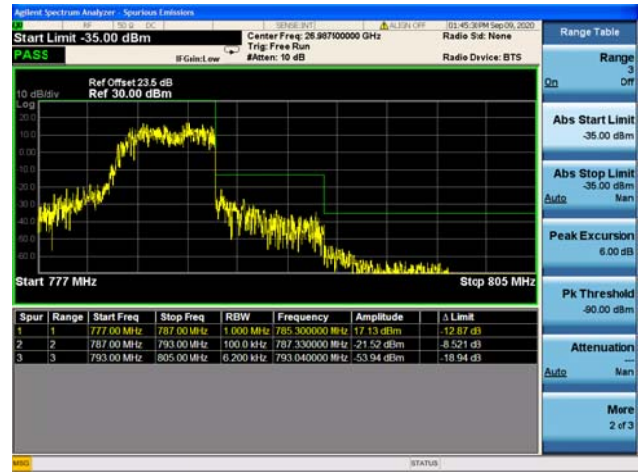 Agilent Spectrum Analyzer - Spurious Emissions
RF 50 Ω DC SENSE:INT ALIGN OFF 01:45:31PM Sep 09, 2020
Start Limit -35.00 dBm Center Freq: 26.987500000 GHz Radio Std: None
Trig: Free Run
PASS IFGain:Low #Atten: 10 dB Radio Device: BTS
Ref Offset 23.5 dB
10 dB/div Ref 30.00 dBm
Log
20.0
10.0
0.00
-10.0
-20.0
-30.0
-40.0
-50.0
-60.0
Start 777 MHz Stop 805 MHz
Spur Range Start Freq Stop Freq RBW Frequency Amplitude Δ Limit
1 1 777.00 MHz 787.00 MHz 1.000 MHz 785.300000 MHz 17.13 dBm -12.87 dB
2 2 787.00 MHz 793.00 MHz 100.0 kHz 787.330000 MHz -21.52 dBm -8.521 dB
3 3 793.00 MHz 805.00 MHz 6.200 kHz 793.040000 MHz -53.94 dBm -18.94 dB
MSG STATUS
Range Table
Range
3
On Off
Abs Start Limit
-35.00 dBm
Abs Stop Limit
-35.00 dBm
Auto Man
Peak Excursion
6.00 dB
Pk Threshold
-90.00 dBm
Attenuation
---
Auto Man
More
2 of 3